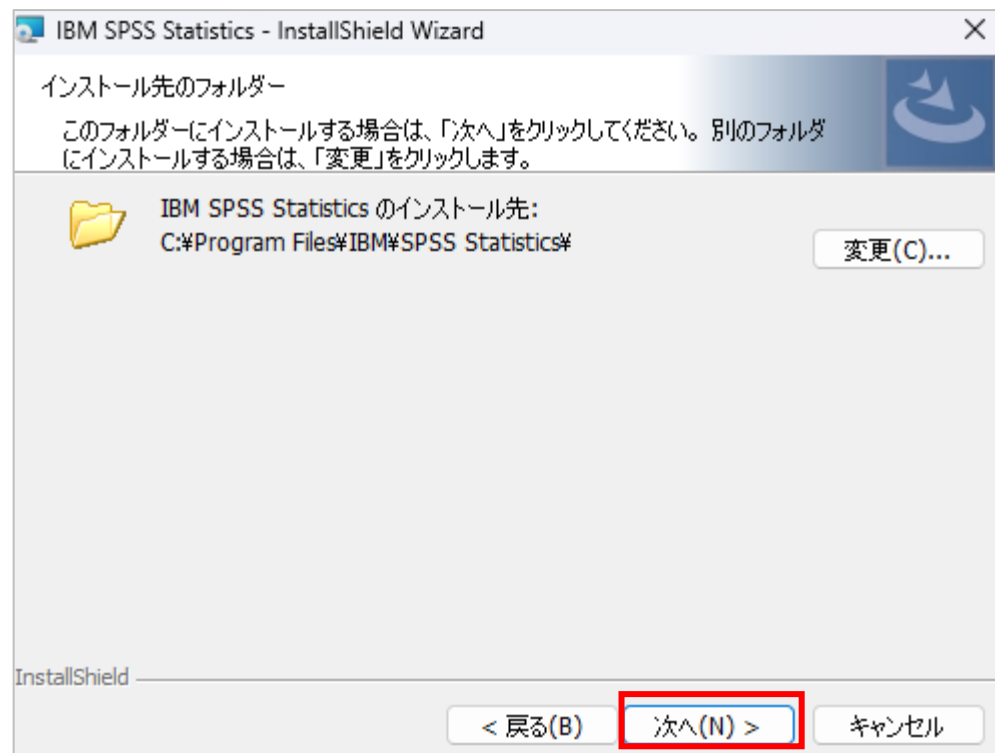 IBM SPSS Statistics - InstallShield Wizard
インストール先のフォルダー
このフォルダーにインストールする場合は、「次へ」をクリックしてください。別のフォルダ
にインストールする場合は、「変更」をクリックします。
IBM SPSS Statistics のインストール先:
C:¥Program Files¥IBM¥SPSS Statistics¥
変更(C)...
InstallShield
< 戻る(B)
次へ(N) >
キャンセル